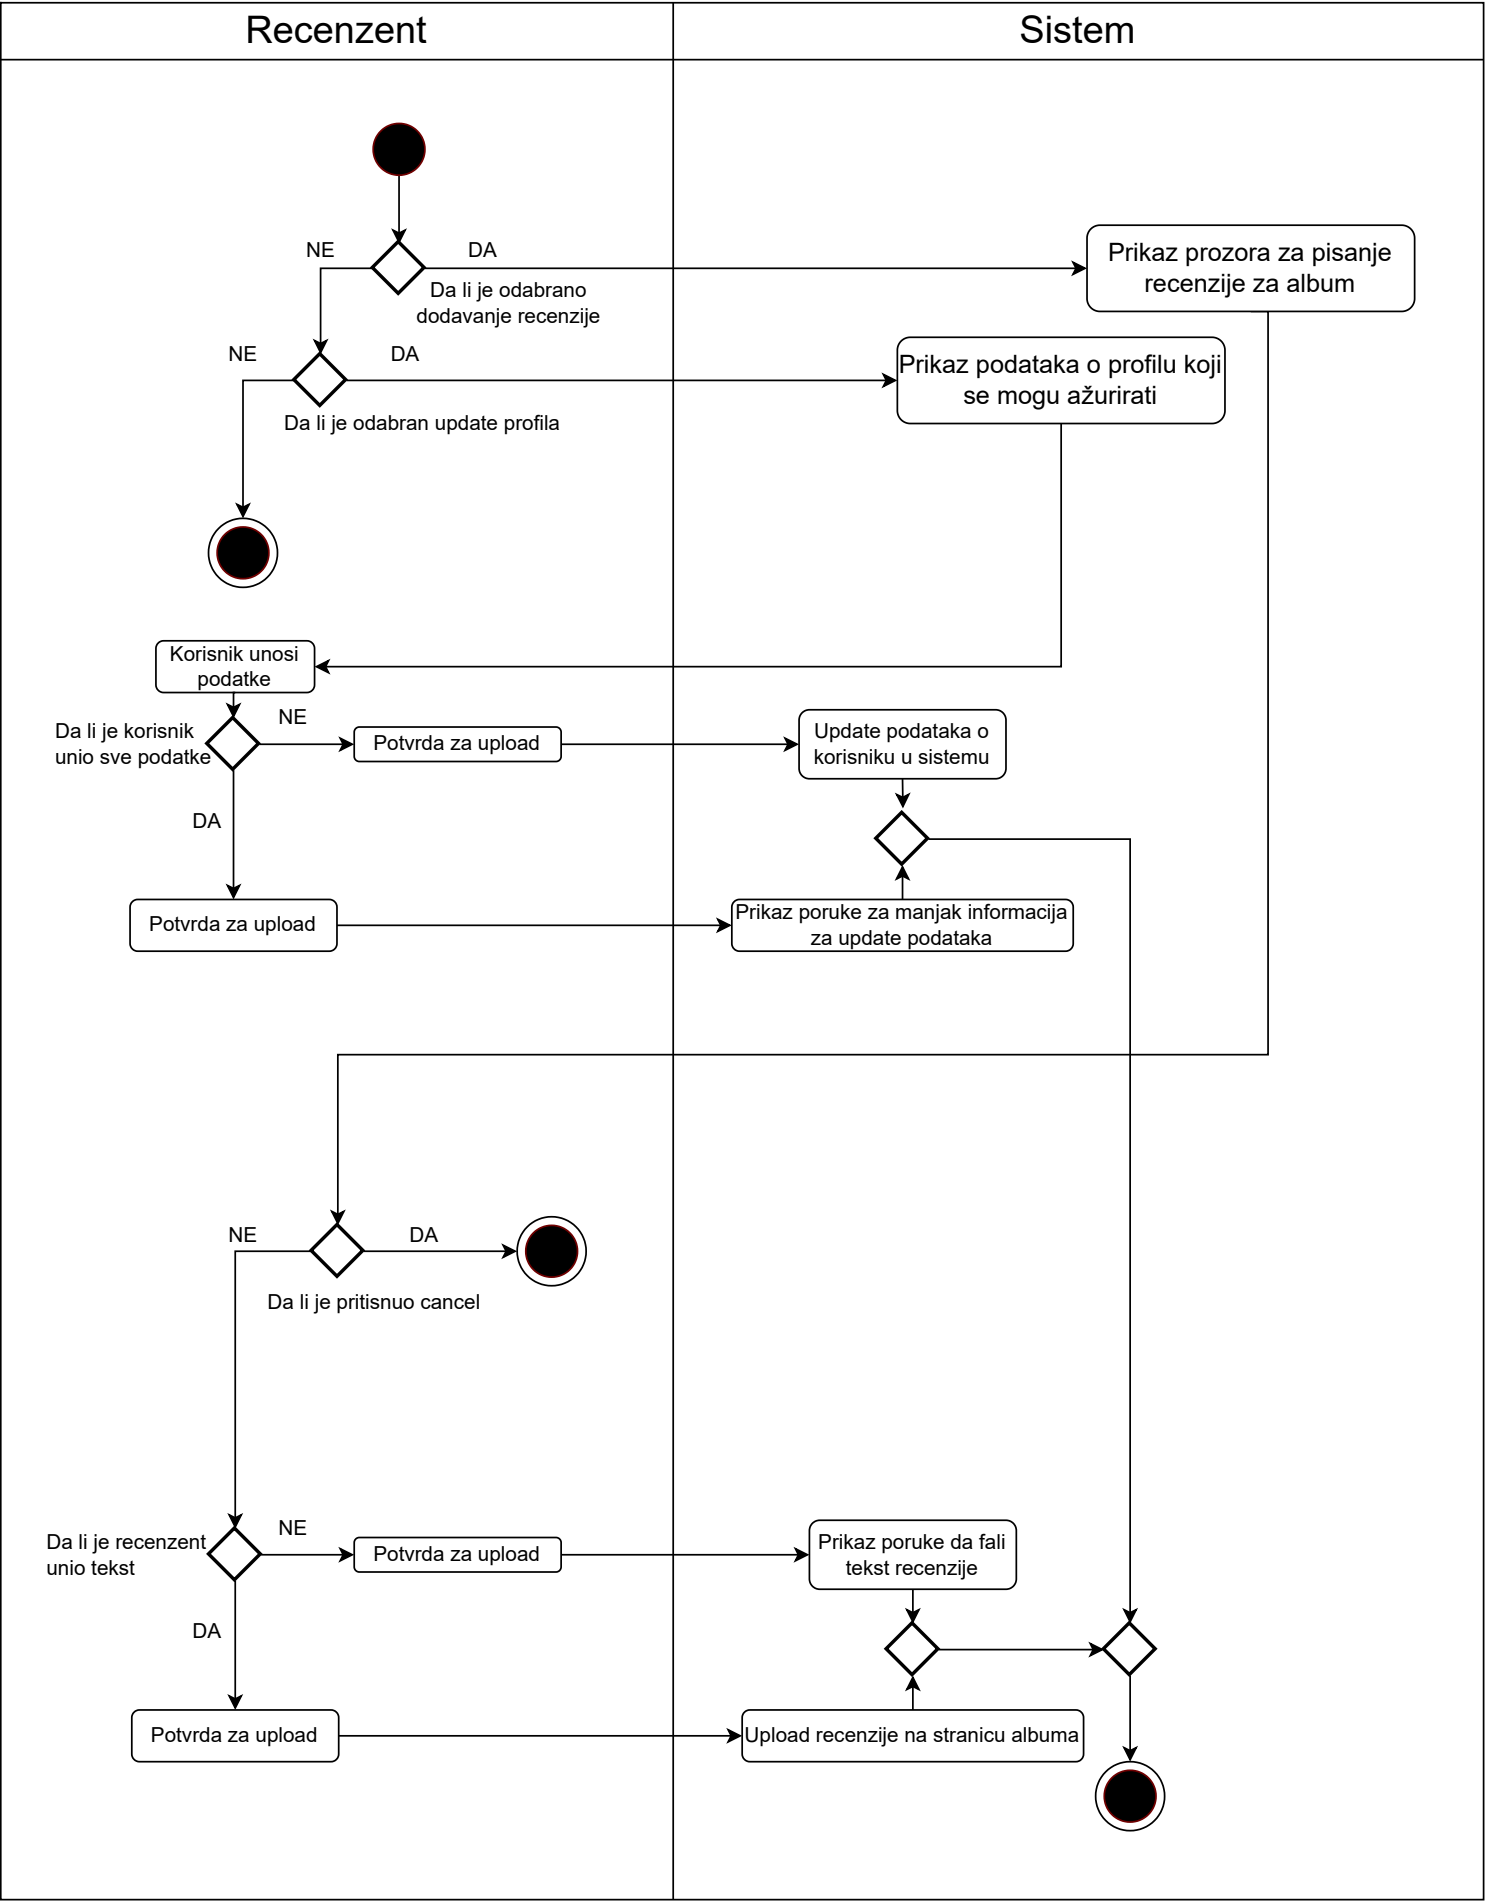 Recenzent
Sistem
NE
DA
Da li je odabrano
dodavanje recenzije
Prikaz prozora za pisanje
recenzije za album
NE
DA
Da li je odabran update profila
Prikaz podataka o profilu koji
se mogu ažurirati
Korisnik unosi
podatke
Da li je korisnik
unio sve podatke
NE
Potvrda za upload
Update podataka o
korisniku u sistemu
DA
Potvrda za upload
Prikaz poruke za manjak informacija
za update podataka
NE
DA
Da li je pritisnuo cancel
Da li je recenzent
unio tekst
NE
Potvrda za upload
Prikaz poruke da fali
tekst recenzije
DA
Potvrda za upload
Upload recenzije na stranicu albuma